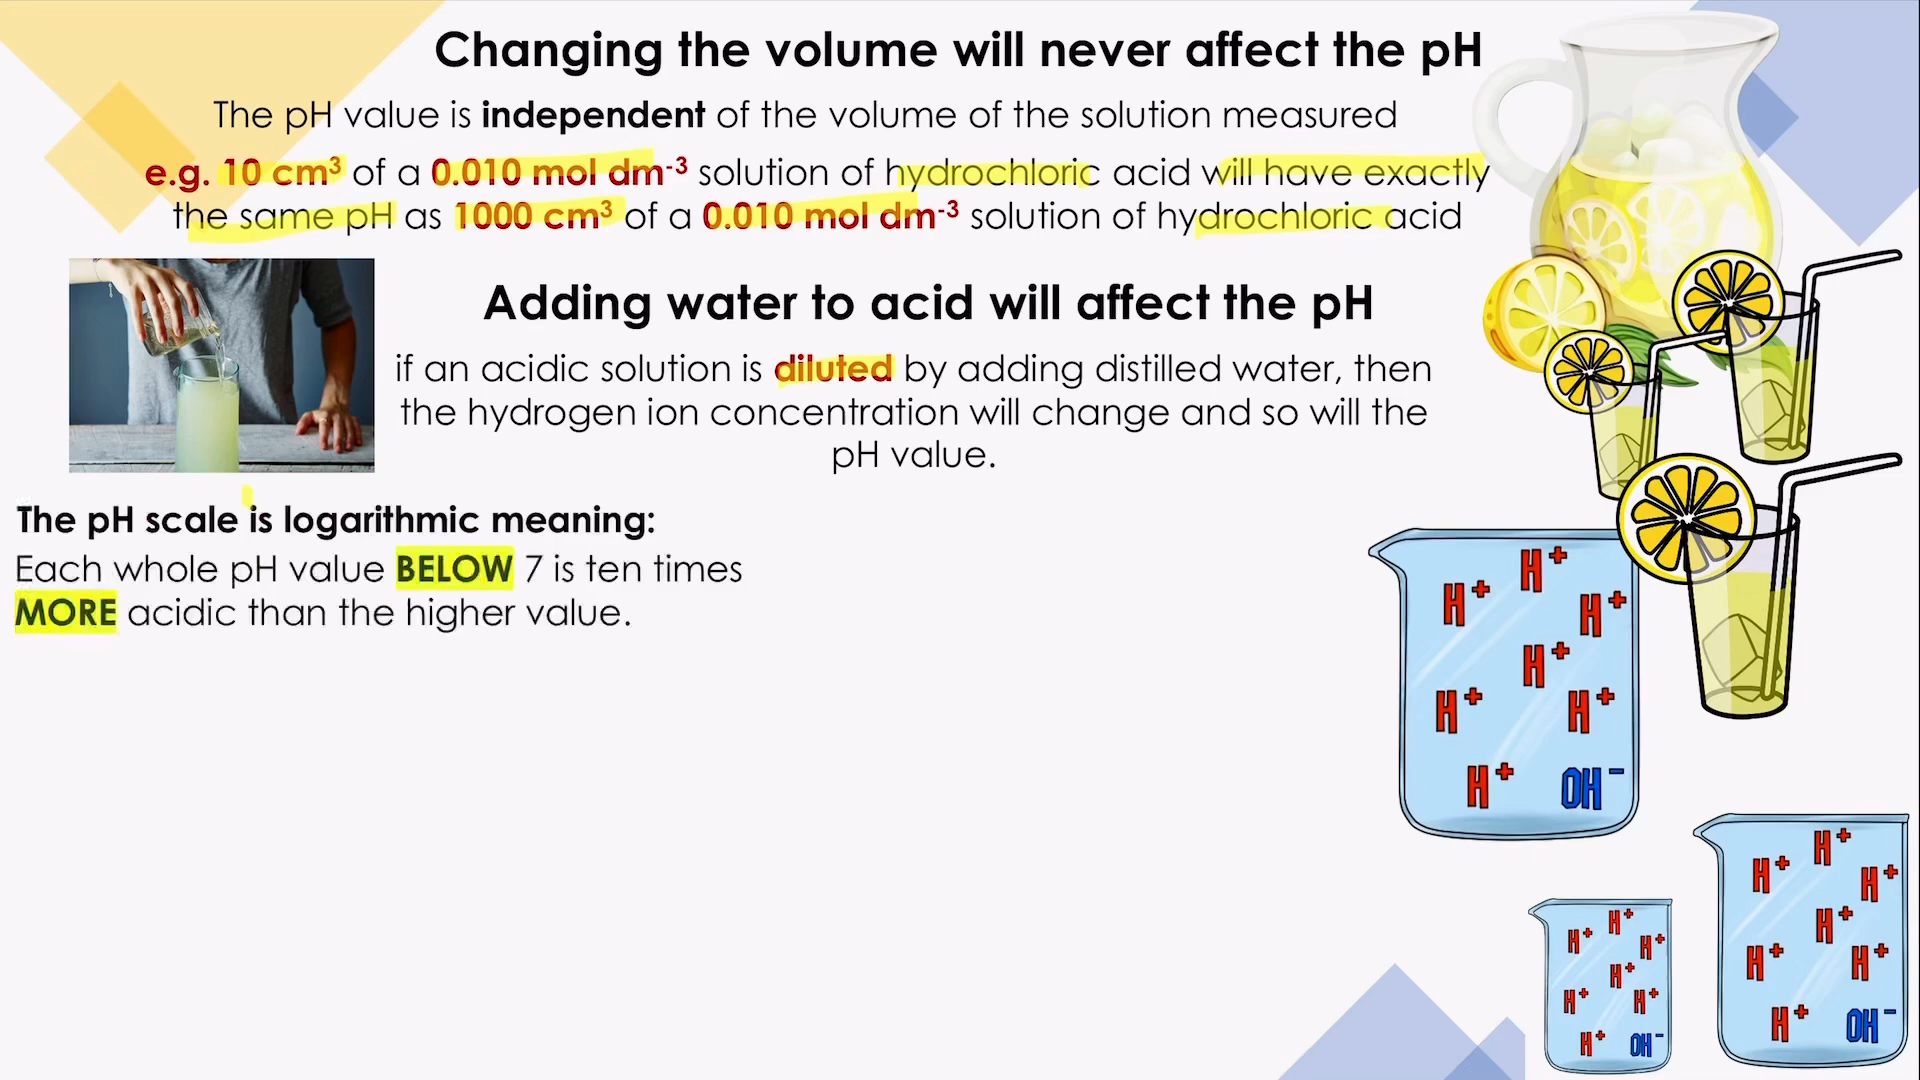 Changing the volume will never affect the pH
The pH value is independent of the volume of the solution measured
e.g. 10 cm³ of a 0.010 mol dm⁻³ solution of hydrochloric acid will have exactly
the same pH as 1000 cm³ of a 0.010 mol dm⁻³ solution of hydrochloric acid
Adding water to acid will affect the pH
if an acidic solution is diluted by adding distilled water, then
the hydrogen ion concentration will change and so will the
pH value.
The pH scale is logarithmic meaning:
Each whole pH value BELOW 7 is ten times
MORE acidic than the higher value.
H⁺
H⁺ H⁺
H⁺
H⁺ H⁺
H⁺ OH⁻
H⁺
H⁺ H⁺
H⁺
H⁺ H⁺
H⁺ OH⁻
H⁺
H⁺ H⁺
H⁺
H⁺ H⁺
H⁺ OH⁻